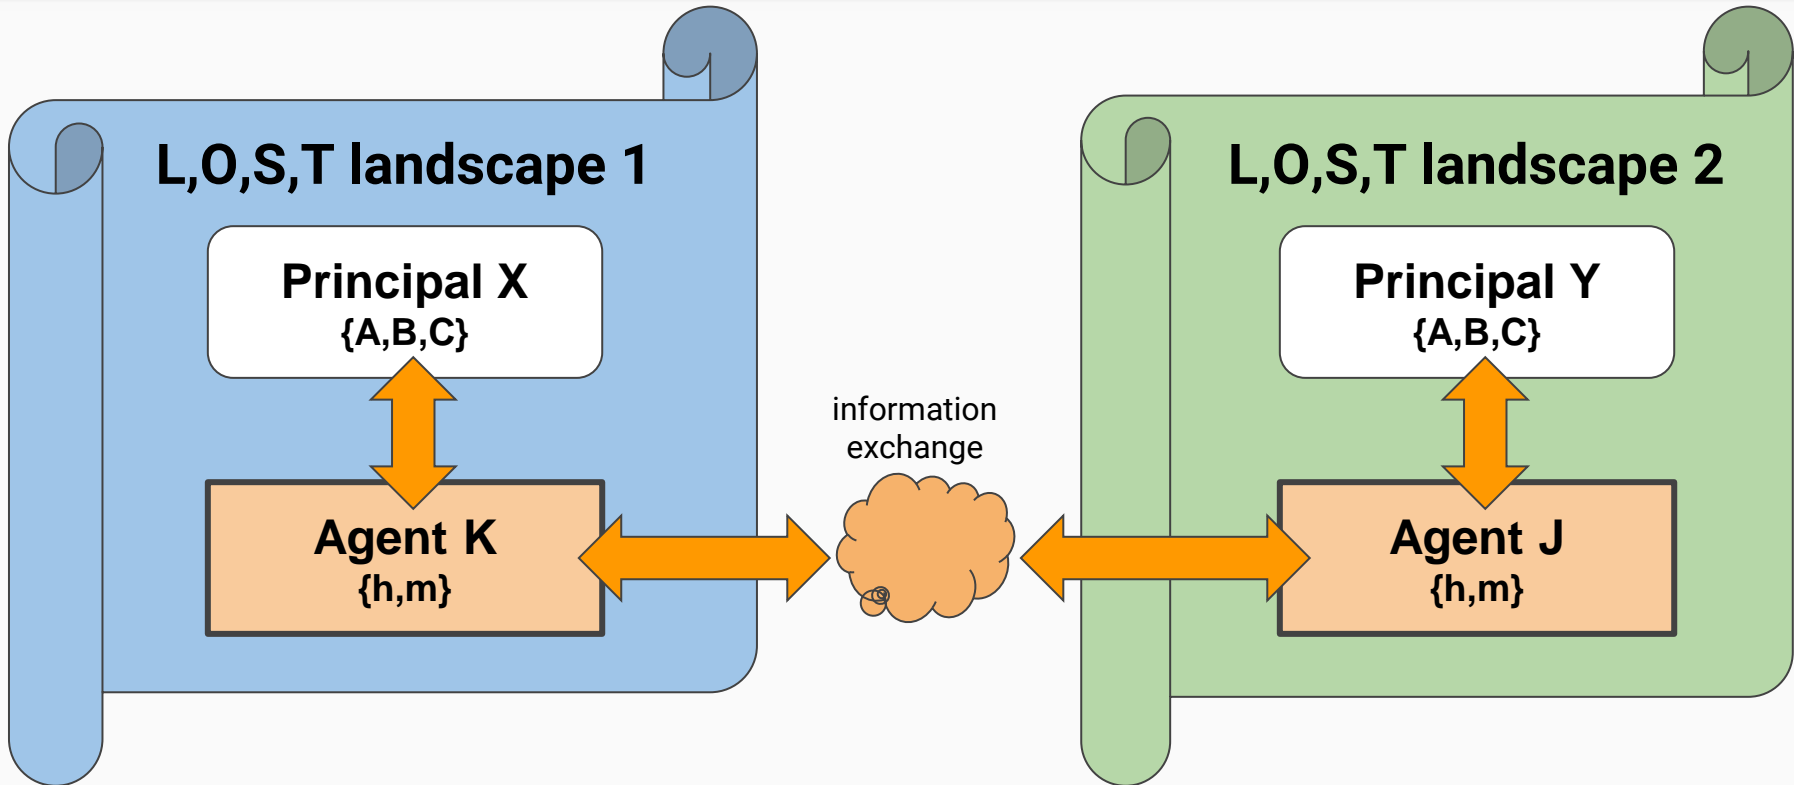 L,O,S,T landscape 1
Principal X
{A,B,C}
Agent K
{h,m}
information
exchange
L,O,S,T landscape 2
Principal Y
{A,B,C}
Agent J
{h,m}